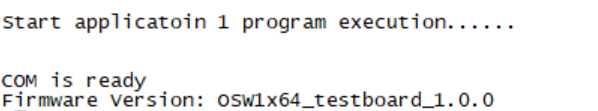 Start applicatoin 1 program execution......
COM is ready
Firmware Version: OSW1x64_testboard_1.0.0